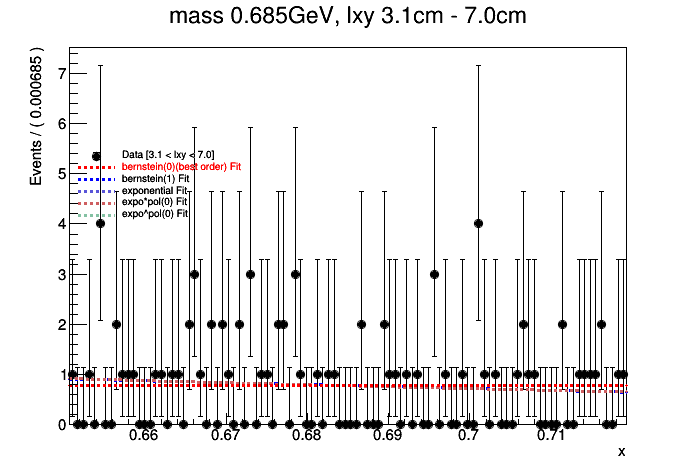 mass 0.685GeV, lxy 3.1cm - 7.0cm
Events / ( 0.000685 )
7
6
5
4
3
2
1
0
Data [3.1 < lxy < 7.0]
bernstein(0)(best order) Fit
bernstein(1) Fit
exponential Fit
expo*pol(0) Fit
expo^pol(0) Fit
0.66 0.67 0.68 0.69 0.7 0.71
x